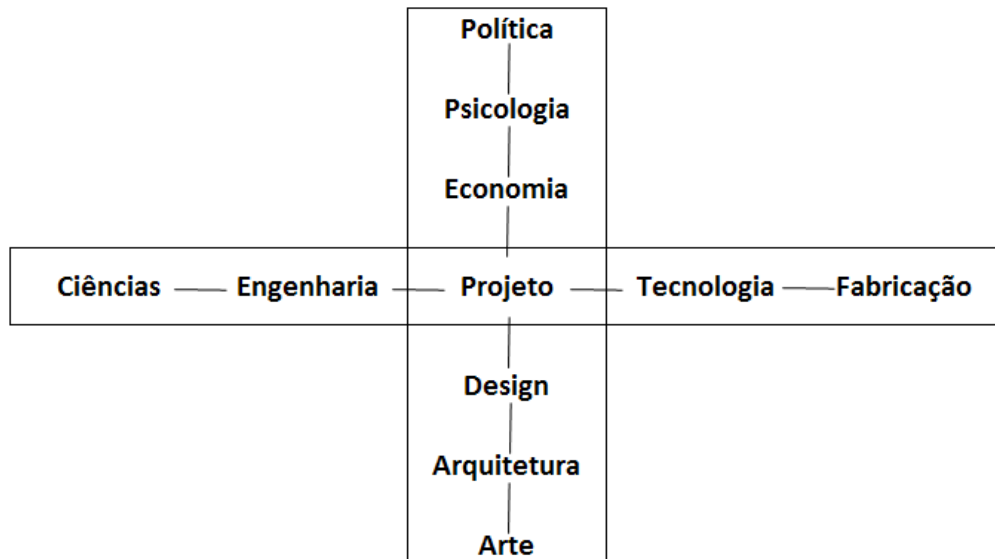 Política
Psicologia
Economia
Ciências Engenharia Projeto Tecnologia Fabricação
Design
Arquitetura
Arte